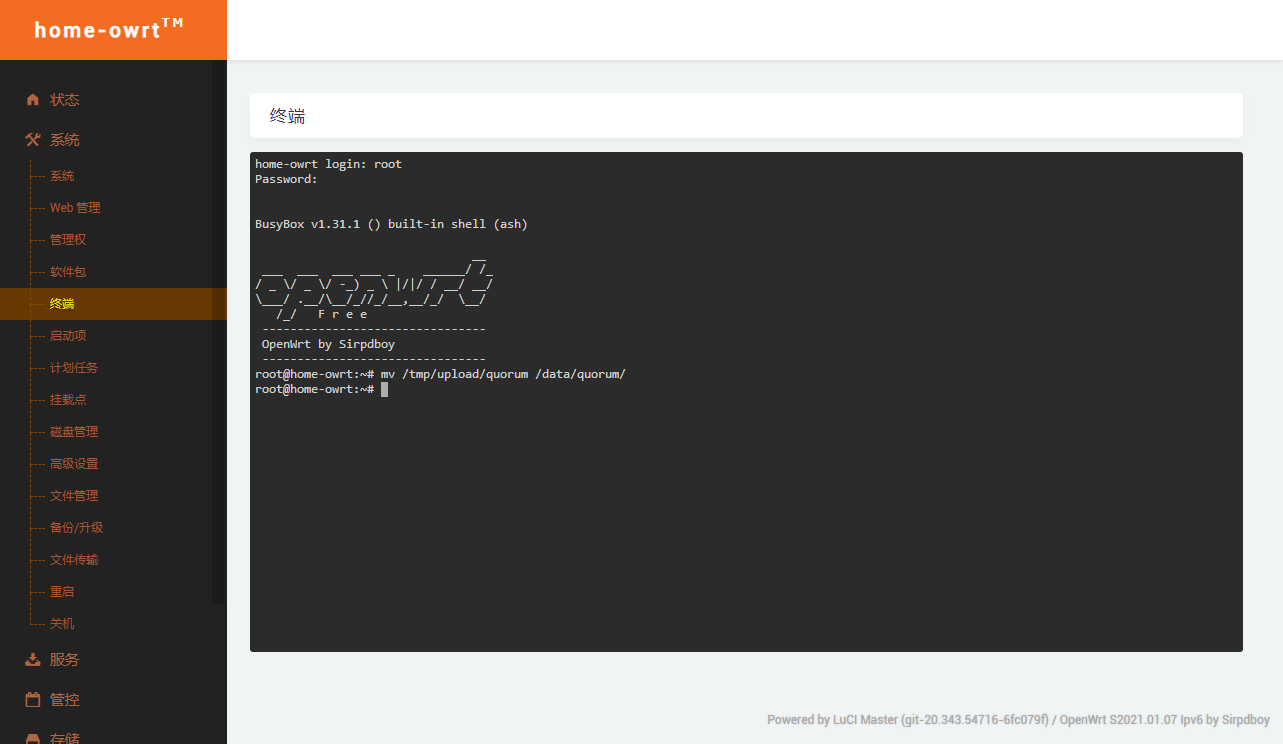 home-owrt™
状态
系统
系统
Web 管理
管理权
软件包
终端
启动项
计划任务
挂载点
磁盘管理
高级设置
文件管理
备份/升级
文件传输
重启
关机
服务
管控
存储
终端
home-owrt login: root
Password:
BusyBox v1.31.1 () built-in shell (ash)
                               __
 ___  ___  ___ ___ _    ______/ /_
/ _ \/ _ \/ -_) _ \ |/|/ / __/ __/
\___/ .__/\__/_//_/__,__/_/  \__/
   /_/   F r e e
 --------------------------------
 OpenWrt by Sirpdboy
 --------------------------------
root@home-owrt:~# mv /tmp/upload/quorum /data/quorum/
root@home-owrt:~#
Powered by LuCI Master (git-20.343.54716-6fc079f) / OpenWrt S2021.01.07 Ipv6 by Sirpdboy